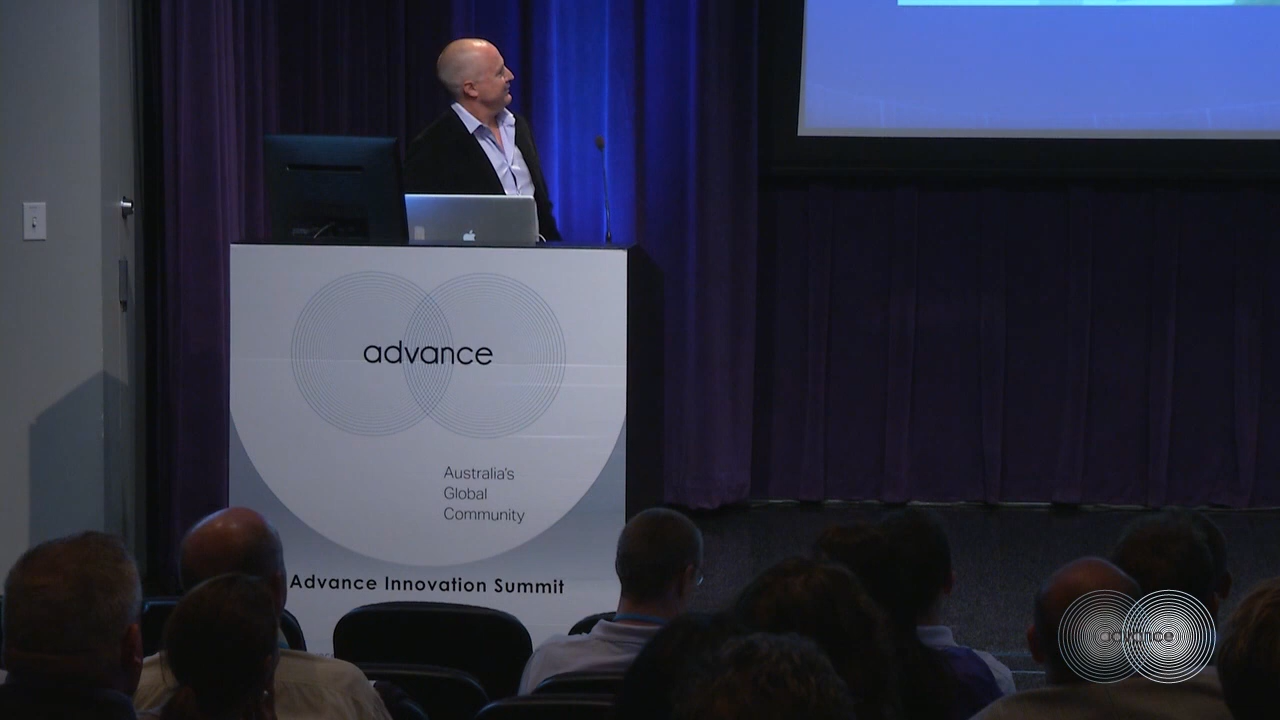 advance
Australia's
Global
Community
Advance Innovation Summit
advance